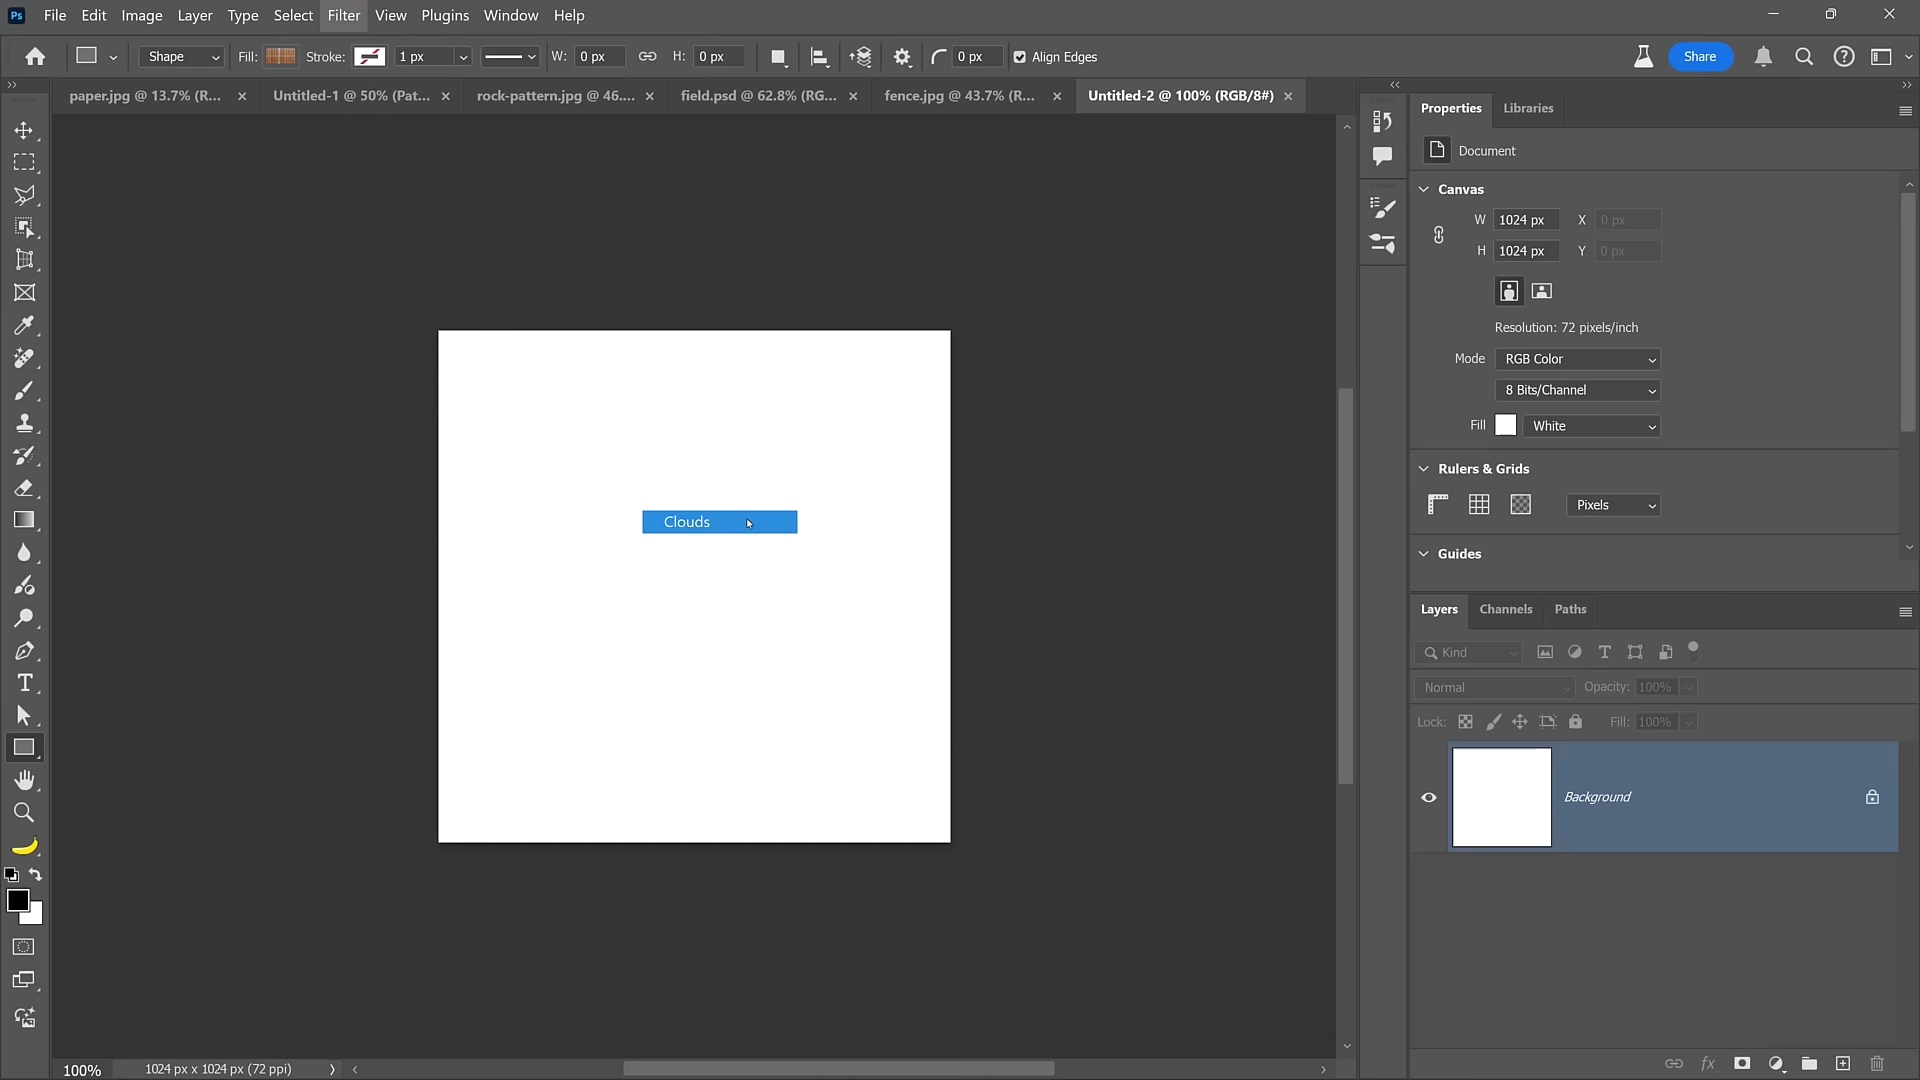 Ps File Edit Image Layer Type Select Filter View Plugins Window Help
Shape Fill: Stroke: 1 px W: 0 px H: 0 px 0 px Align Edges Share
paper.jpg @ 13.7% (R... Untitled-1 @ 50% (Pat... rock-pattern.jpg @ 46.... field.psd @ 62.8% (RG... fence.jpg @ 43.7% (R... Untitled-2 @ 100% (RGB/8#)
Properties Libraries
Document
Canvas
W 1024 px X 0 px
H 1024 px Y 0 px
Resolution: 72 pixels/inch
Mode RGB Color
8 Bits/Channel
Fill White
Rulers & Grids
Pixels
Clouds
Guides
Layers Channels Paths
Kind
Normal Opacity: 100%
Lock: Fill: 100%
Background
100% 1024 px x 1024 px (72 ppi)